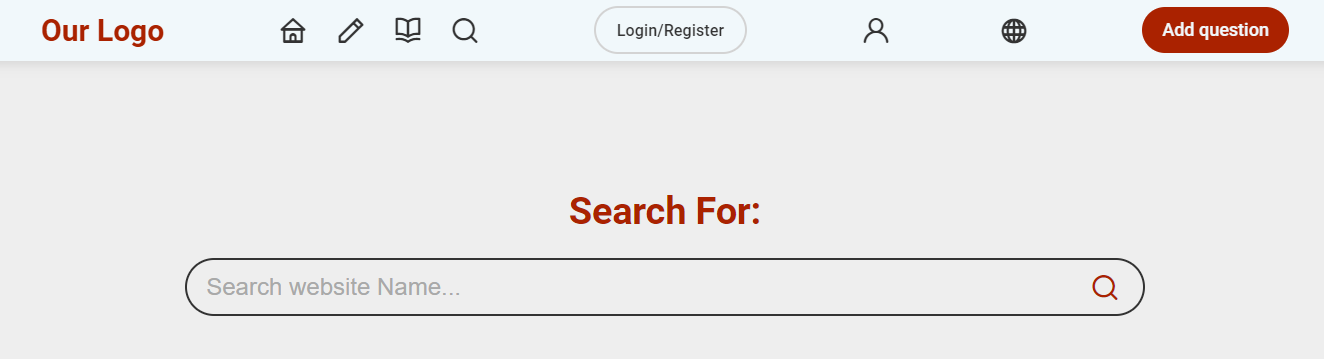 Our Logo
Login/Register
Add question
Search For:
Search website Name...